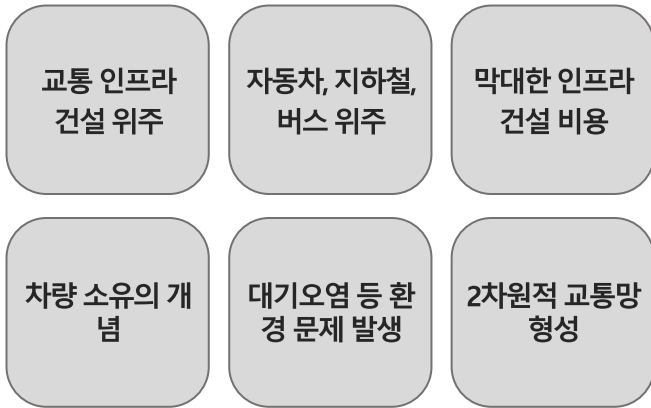 교통 인프라
건설 위주
자동차, 지하철,
버스 위주
막대한 인프라
건설 비용
차량 소유의 개
념
대기오염 등 환
경 문제 발생
2차원적 교통망
형성